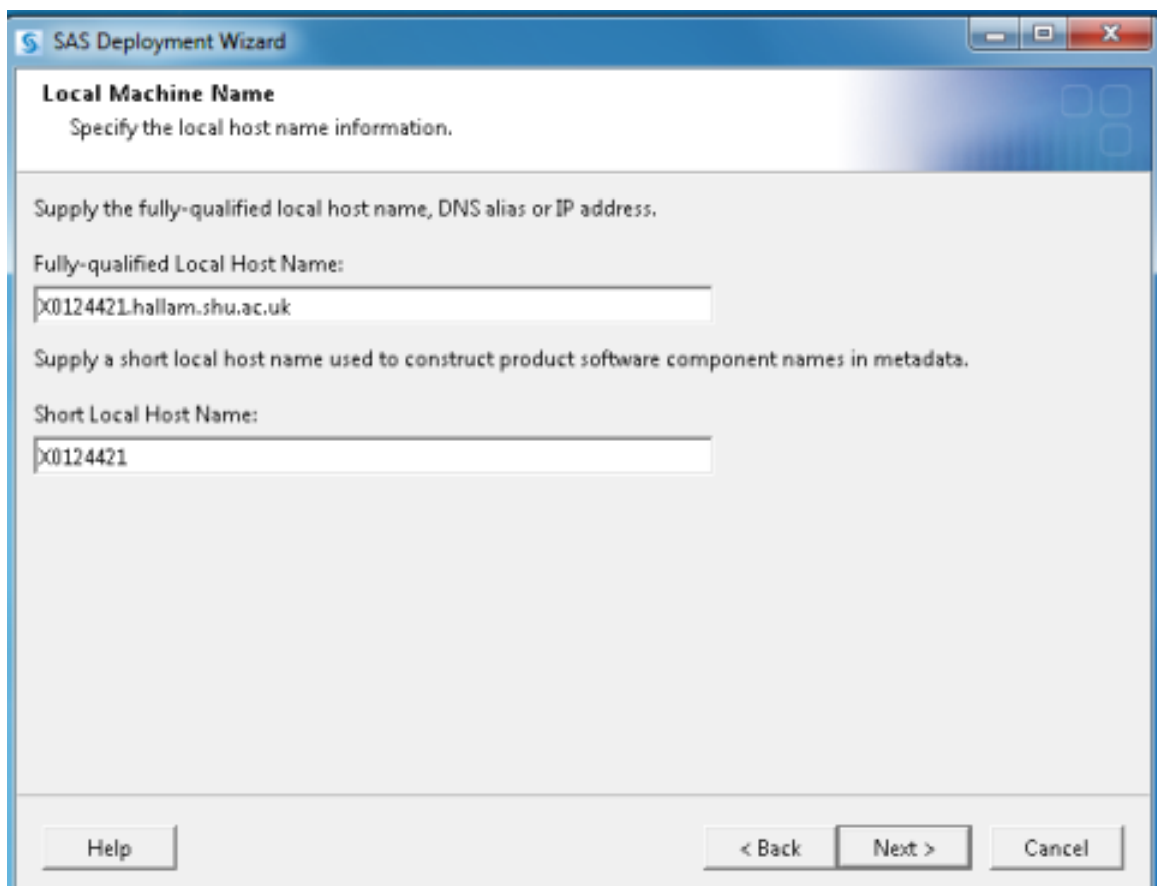 SAS Deployment Wizard
Local Machine Name
Specify the local host name information.
Supply the fully-qualified local host name, DNS alias or IP address.
Fully-qualified Local Host Name:
X0124421.hallam.shu.ac.uk
Supply a short local host name used to construct product software component names in metadata.
Short Local Host Name:
X0124421
Help
< Back
Next >
Cancel